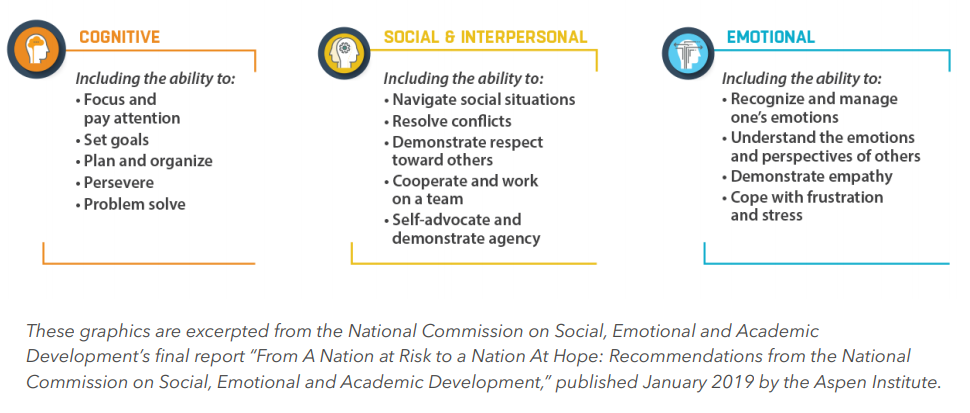 COGNITIVE
Including the ability to:
• Focus and
pay attention
• Set goals
• Plan and organize
• Persevere
• Problem solve
SOCIAL & INTERPERSONAL
Including the ability to:
• Navigate social situations
• Resolve conflicts
• Demonstrate respect
toward others
• Cooperate and work
on a team
• Self-advocate and
demonstrate agency
EMOTIONAL
Including the ability to:
• Recognize and manage
one’s emotions
• Understand the emotions
and perspectives of others
• Demonstrate empathy
• Cope with frustration
and stress
These graphics are excerpted from the National Commission on Social, Emotional and Academic
Development’s final report “From A Nation at Risk to a Nation At Hope: Recommendations from the National
Commission on Social, Emotional and Academic Development,” published January 2019 by the Aspen Institute.